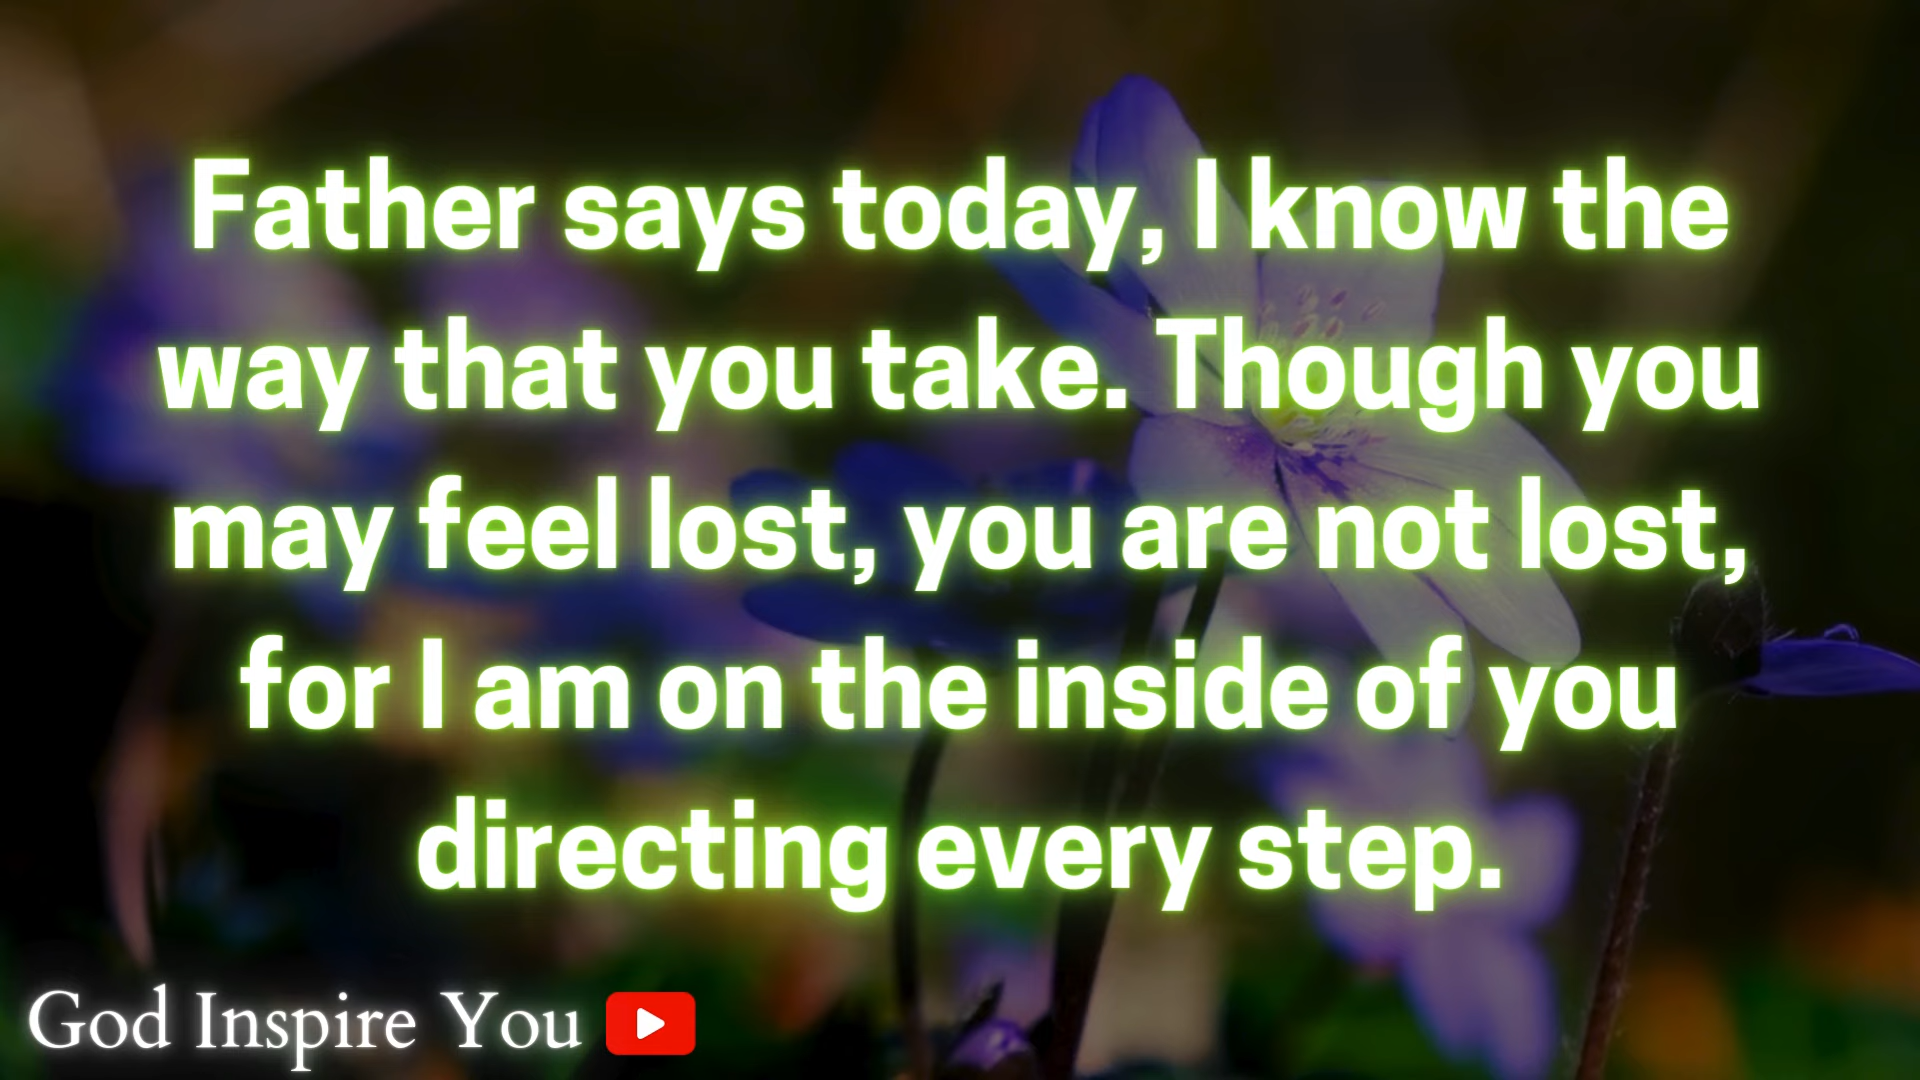 Father says today, I know the
way that you take. Though you
may feel lost, you are not lost,
for I am on the inside of you
directing every step.
God Inspire You